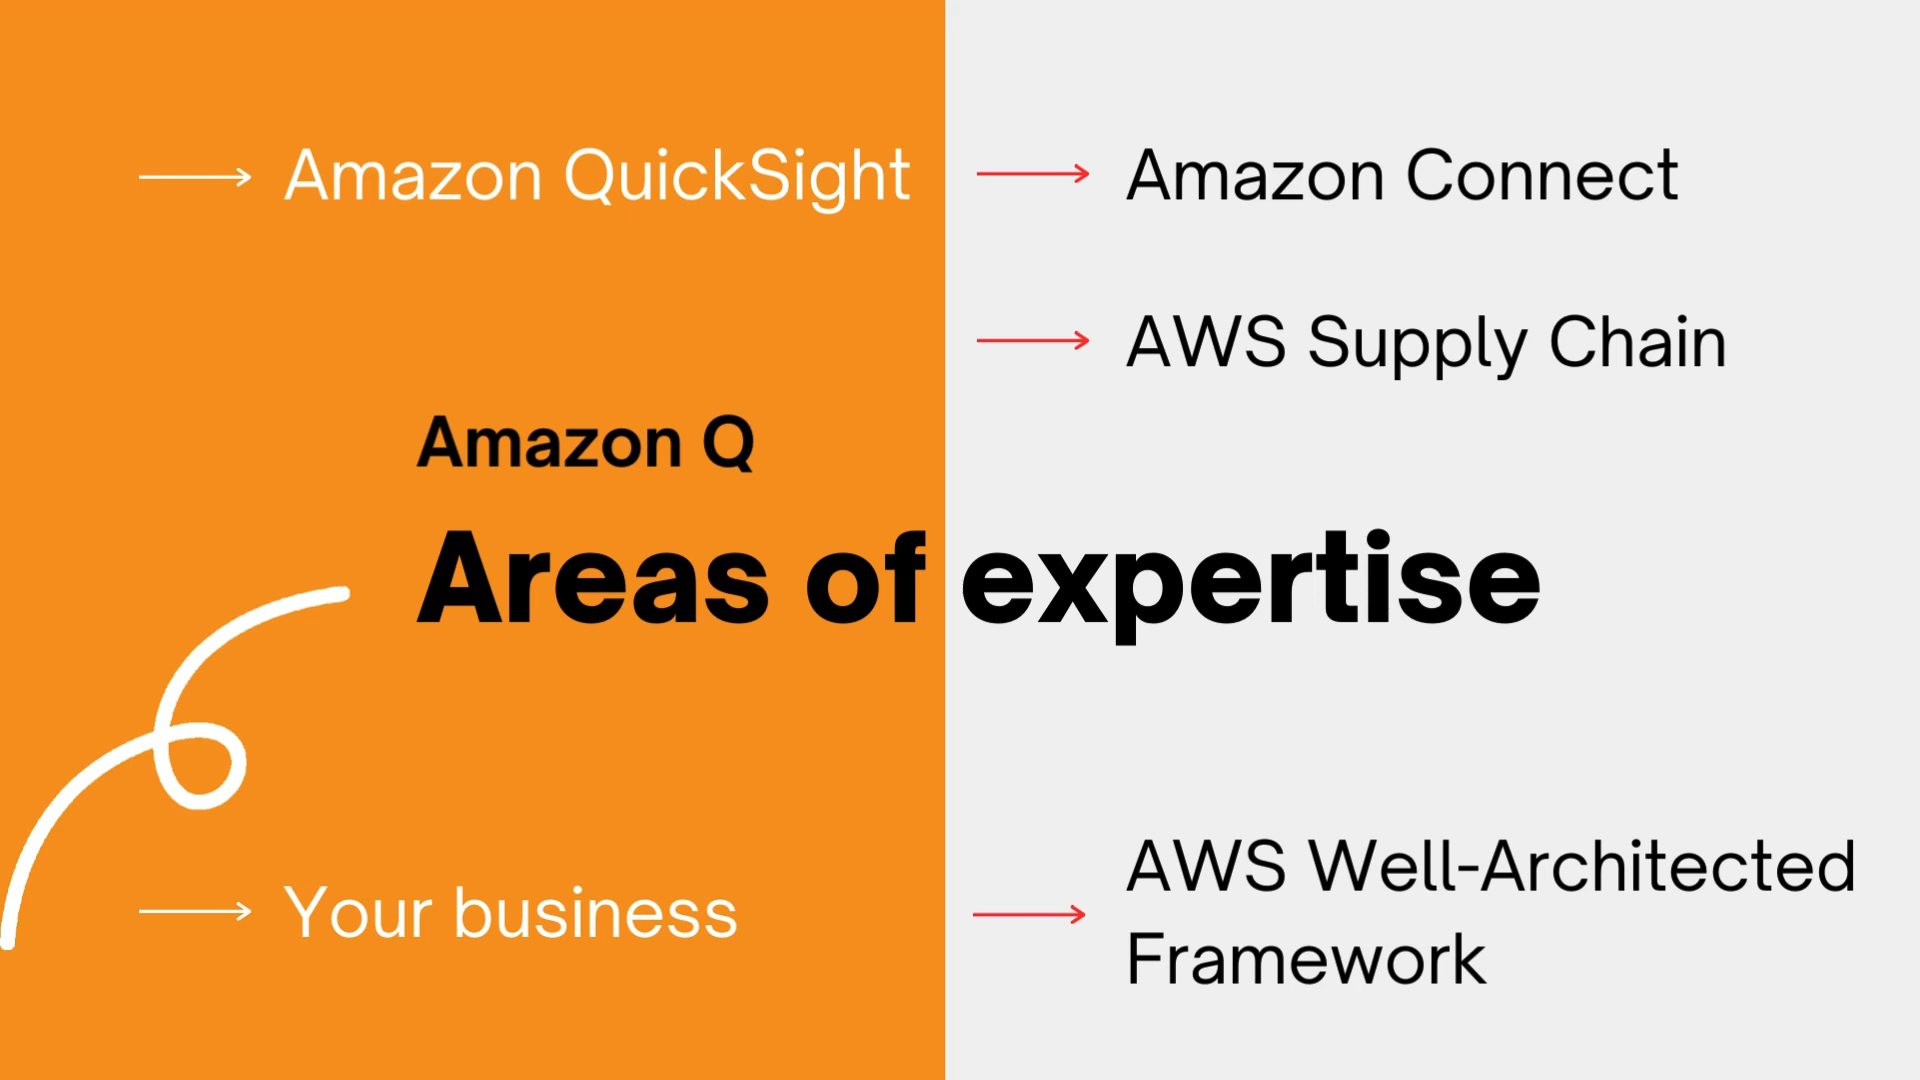 Amazon QuickSight
Amazon Connect
AWS Supply Chain
Amazon Q
Areas of expertise
Your business
AWS Well-Architected
Framework